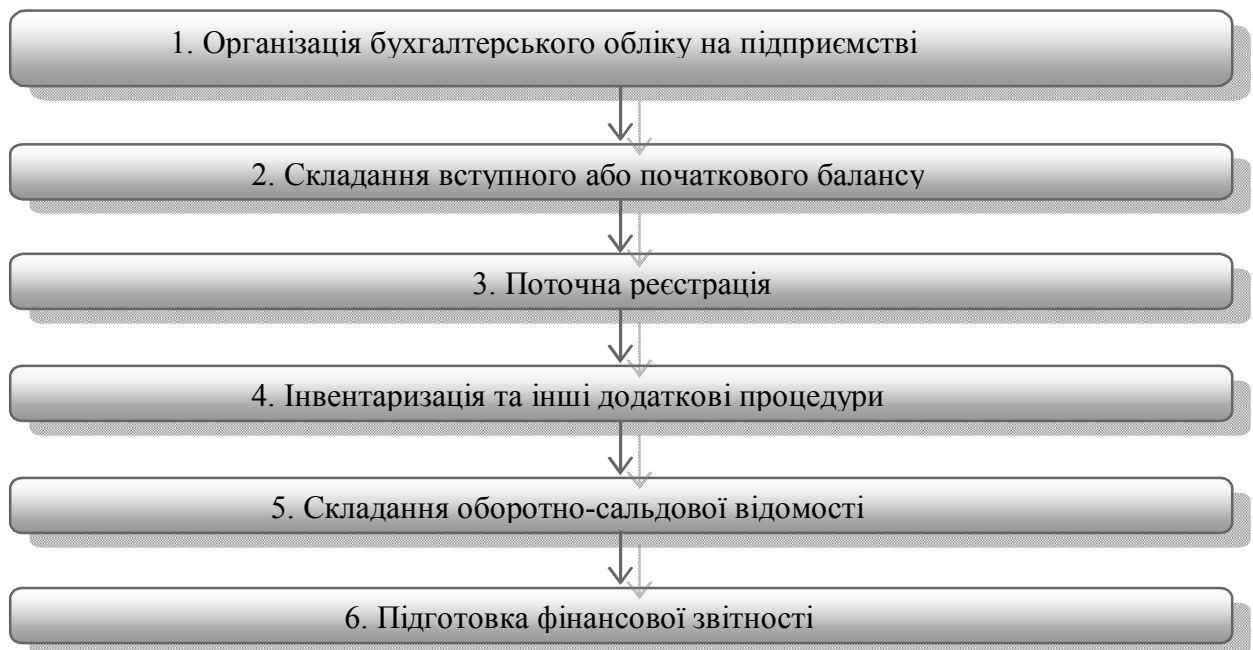 1. Організація бухгалтерського обліку на підприємстві
2. Складання вступного або початкового балансу
3. Поточна реєстрація
4. Інвентаризація та інші додаткові процедури
5. Складання оборотно-сальдової відомості
6. Підготовка фінансової звітності